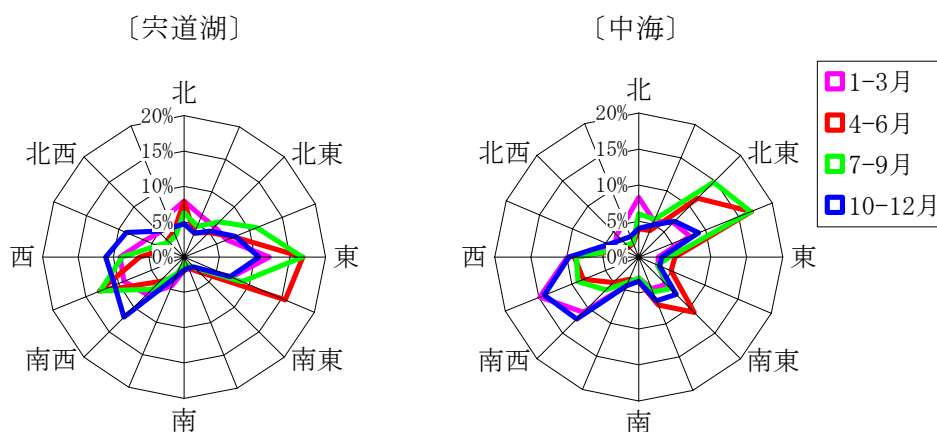 〔宍道湖〕
北
北東
東
南東
南
南西
西
北西
20%
15%
10%
5%
0%
〔中海〕
北
北東
東
南東
南
南西
西
北西
20%
15%
10%
5%
0%
1-3月
4-6月
7-9月
10-12月